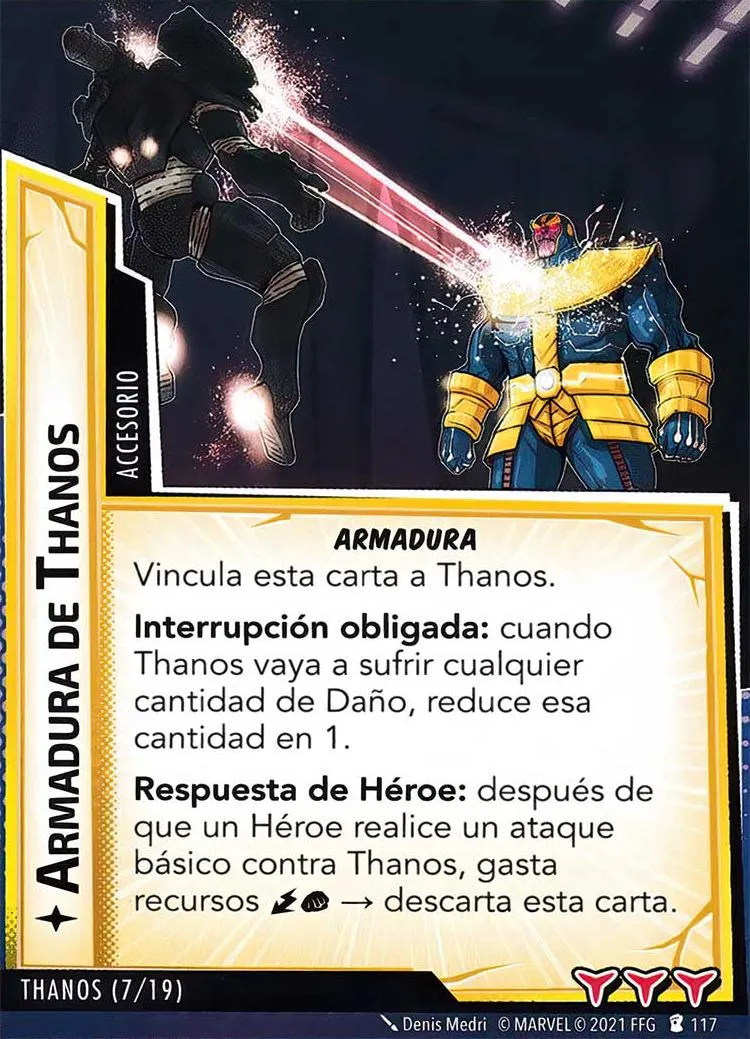 ACCESORIO
ARMADURA DE THANOS
ARMADURA
Vincula esta carta a Thanos.
Interrupción obligada: cuando
Thanos vaya a sufrir cualquier
cantidad de Daño, reduce esa
cantidad en 1.
Respuesta de Héroe: después de
que un Héroe realice un ataque
básico contra Thanos, gasta
recursos → descarta esta carta.
THANOS (7/19)
Denis Medri © MARVEL © 2021 FFG 117